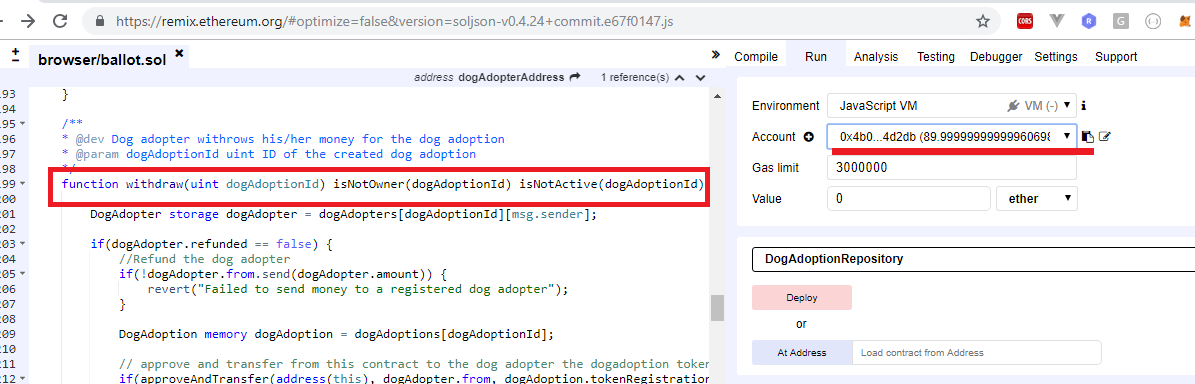 https://remix.ethereum.org/#optimize=false&version=soljson-v0.4.24+commit.e67f0147.js
CORS
G
browser/ballot.sol
address dogAdopterAddress 1 reference(s)
193 }
194
195 /**
196 * @dev Dog adopter withrows his/her money for the dog adoption
197 * @param dogAdoptionId uint ID of the created dog adoption
198 */
199 function withdraw(uint dogAdoptionId) isNotOwner(dogAdoptionId) isNotActive(dogAdoptionId)
200
201 DogAdopter storage dogAdopter = dogAdopters[dogAdoptionId][msg.sender];
202
203 if(dogAdopter.refunded == false) {
204 //Refund the dog adopter
205 if(!dogAdopter.from.send(dogAdopter.amount)) {
206 revert("Failed to send money to a registered dog adopter");
207 }
208
209 DogAdoption memory dogAdoption = dogAdoptions[dogAdoptionId];
210
211 // approve and transfer from this contract to the dog adopter the dogadoption token
212 if(approveAndTransfer(address(this), dogAdopter.from, dogAdoption.tokenRegistration
Compile Run Analysis Testing Debugger Settings Support
Environment JavaScript VM VM (-) i
Account 0x4b0...4d2db (89.99999999999960698
Gas limit 3000000
Value 0 ether
DogAdoptionRepository
Deploy
or
At Address Load contract from Address